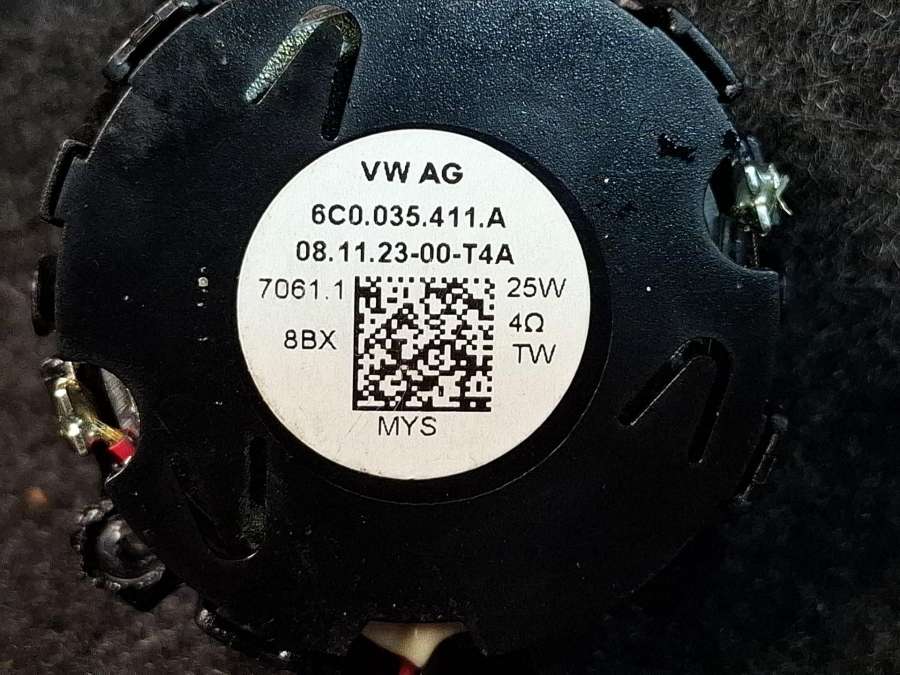 VW AG
6C0.035.411.A
08.11.23-00-T4A
7061.1 25W
8BX 4Ω
TW
MYS